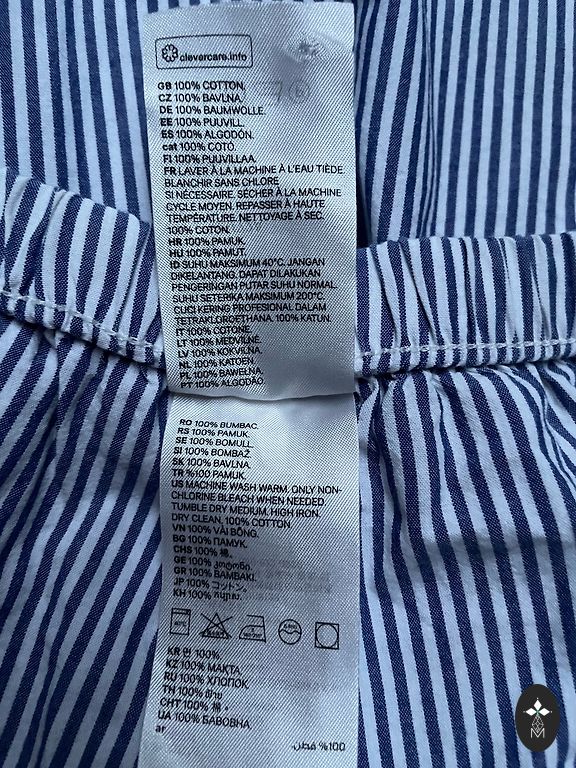 clevercare.info
GB 100% COTTON.
CZ 100% BAVLNA.
DE 100% BAUMWOLLE.
EE 100% PUUVILL.
ES 100% ALGODÓN.
cat 100% COTÓ.
FI 100% PUUVILLAA.
FR LAVER À LA MACHINE À L'EAU TIÈDE
BLANCHIR SANS CHLORE
SI NÉCESSAIRE. SÉCHER À LA MACHINE
CYCLE MOYEN. REPASSER À HAUTE
TEMPÉRATURE. NETTOYAGE À SEC.
100% COTON.
HR 100% PAMUK.
HU 100% PAMUT.
ID SUHU MAKSIMUM 40°C. JANGAN
DIKELANTANG. DAPAT DILAKUKAN
PENGERINGAN PUTAR SUHU NORMAL.
SUHU SETERIKA MAKSIMUM 200°C.
CUCI KERING PROFESIONAL DALAM
TETRAKLOROETHANA. 100% KATUN.
IT 100% COTONE.
LT 100% MEDVILNĖ.
LV 100% KOKVILNA.
NL 100% KATOEN.
PL 100% BAWEŁNA.
PT 100% ALGODÃO.
RO 100% BUMBAC.
RS 100% PAMUK.
SE 100% BOMULL.
SI 100% BOMBAŽ.
SK 100% BAVLNA.
TR %100 PAMUK.
US MACHINE WASH WARM. ONLY NON-
CHLORINE BLEACH WHEN NEEDED.
TUMBLE DRY MEDIUM. HIGH IRON.
DRY CLEAN. 100% COTTON.
VN 100% VẢI BÔNG.
BG 100% ПАМУК.
CHS 100% 棉.
GE 100% ბამბა.
GR 100% ΒΑΜΒΑΚΙ.
JP 100% コットン.
KH 100%
KR 면 100%.
KZ 100% МАҚТА.
RU 100% ХЛОПОК.
TH 100% ฝ้าย
CHT 100% 棉.
UA 100% БАВОВНА.
ar
100% قطن.